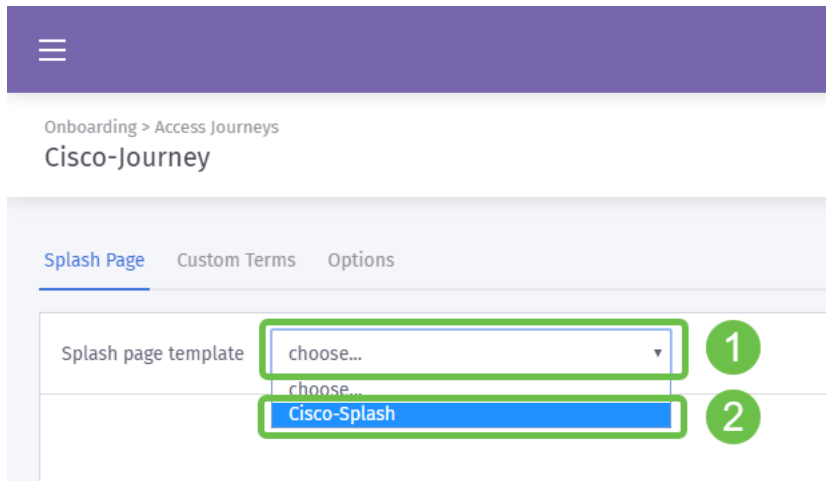 Onboarding > Access Journeys
Cisco-Journey
Splash Page Custom Terms Options
Splash page template choose... 1
choose...
Cisco-Splash 2